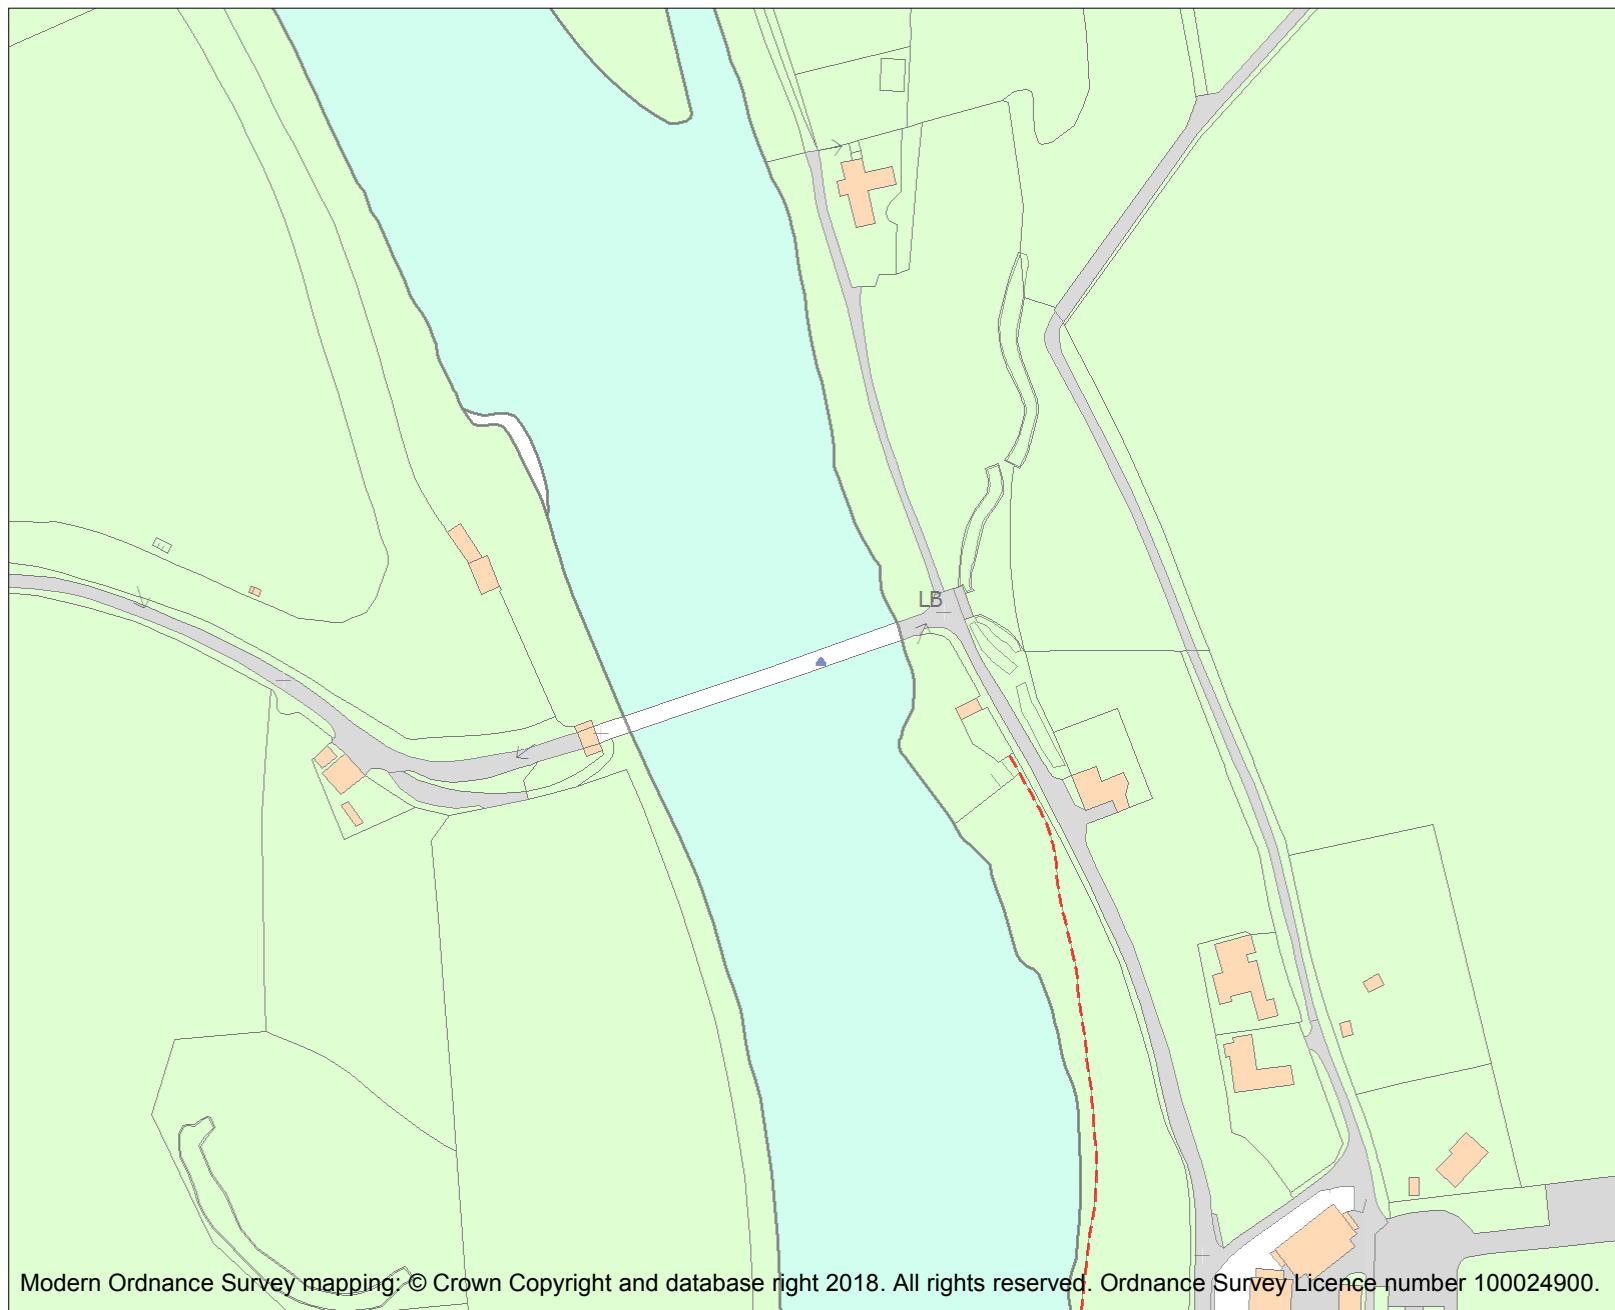 LB
Modern Ordnance Survey mapping: © Crown Copyright and database right 2018. All rights reserved. Ordnance Survey Licence number 100024900.